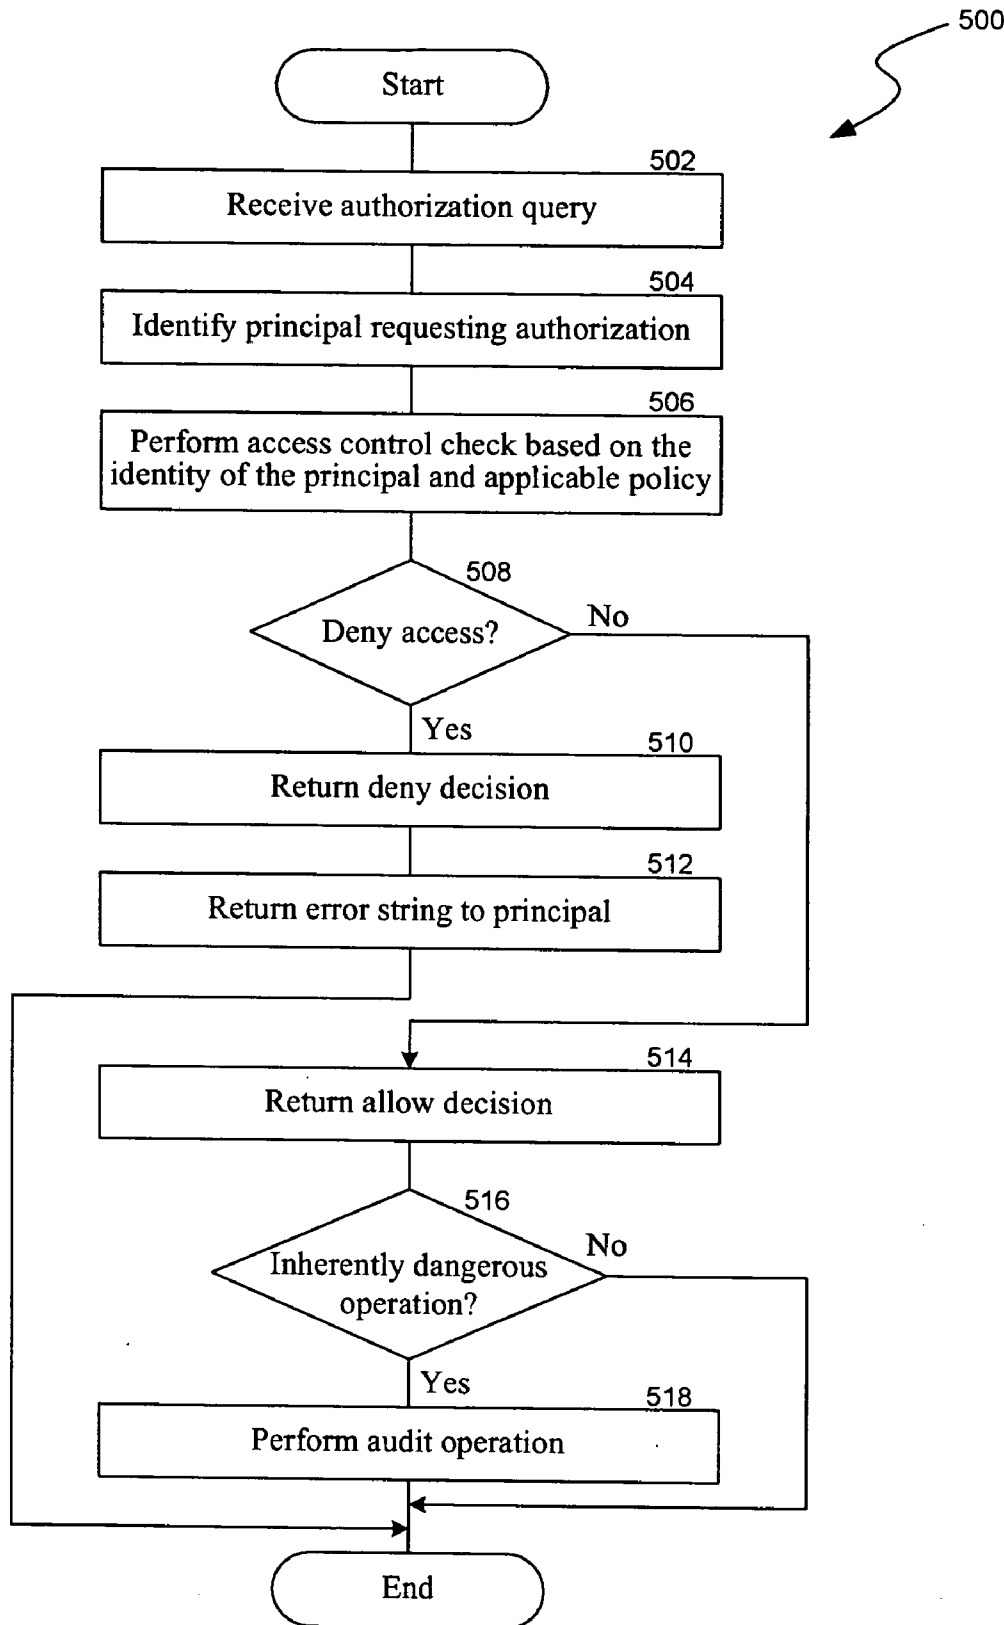 500
Start
502
Receive authorization query
504
Identify principal requesting authorization
506
Perform access control check based on the
identity of the principal and applicable policy
508
Deny access?
No
Yes
510
Return deny decision
512
Return error string to principal
514
Return allow decision
516
Inherently dangerous
operation?
No
Yes
518
Perform audit operation
End